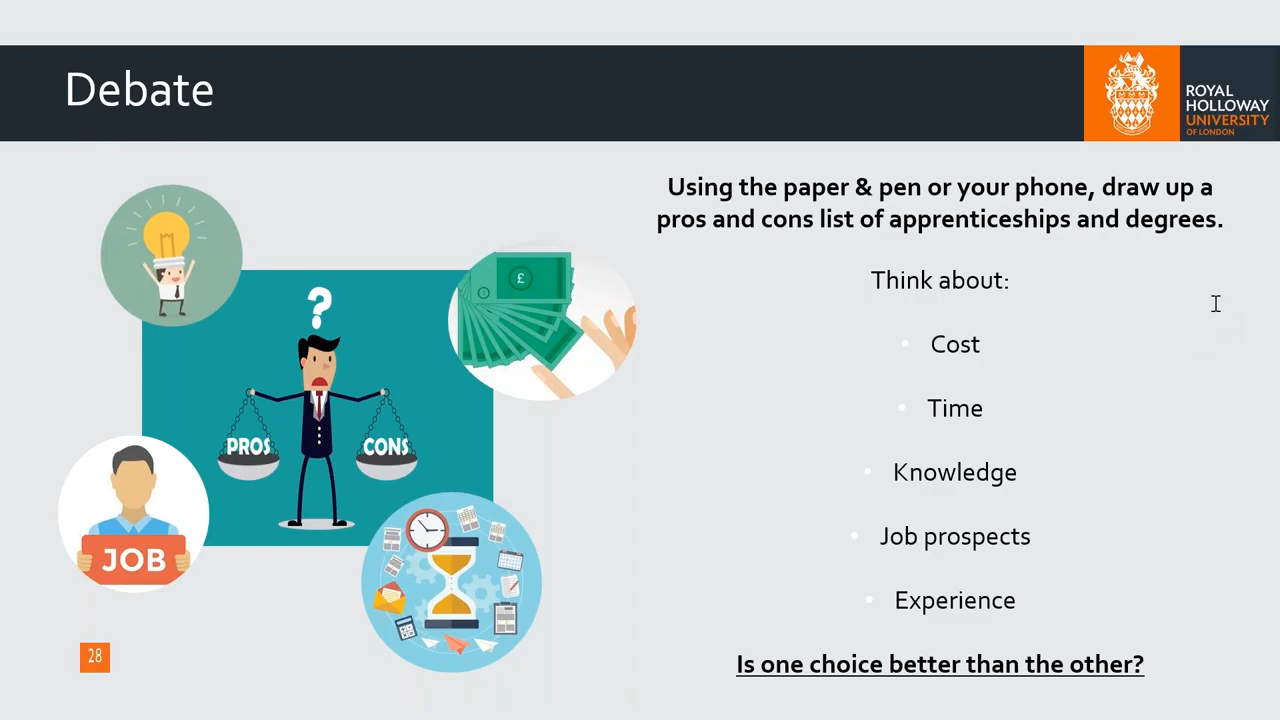 Debate
ROYAL
HOLLOWAY
UNIVERSITY
OF LONDON
Using the paper & pen or your phone, draw up a
pros and cons list of apprenticeships and degrees.
Think about:
• Cost
• Time
• Knowledge
• Job prospects
• Experience
Is one choice better than the other?
£
?
PROS
CONS
JOB
28